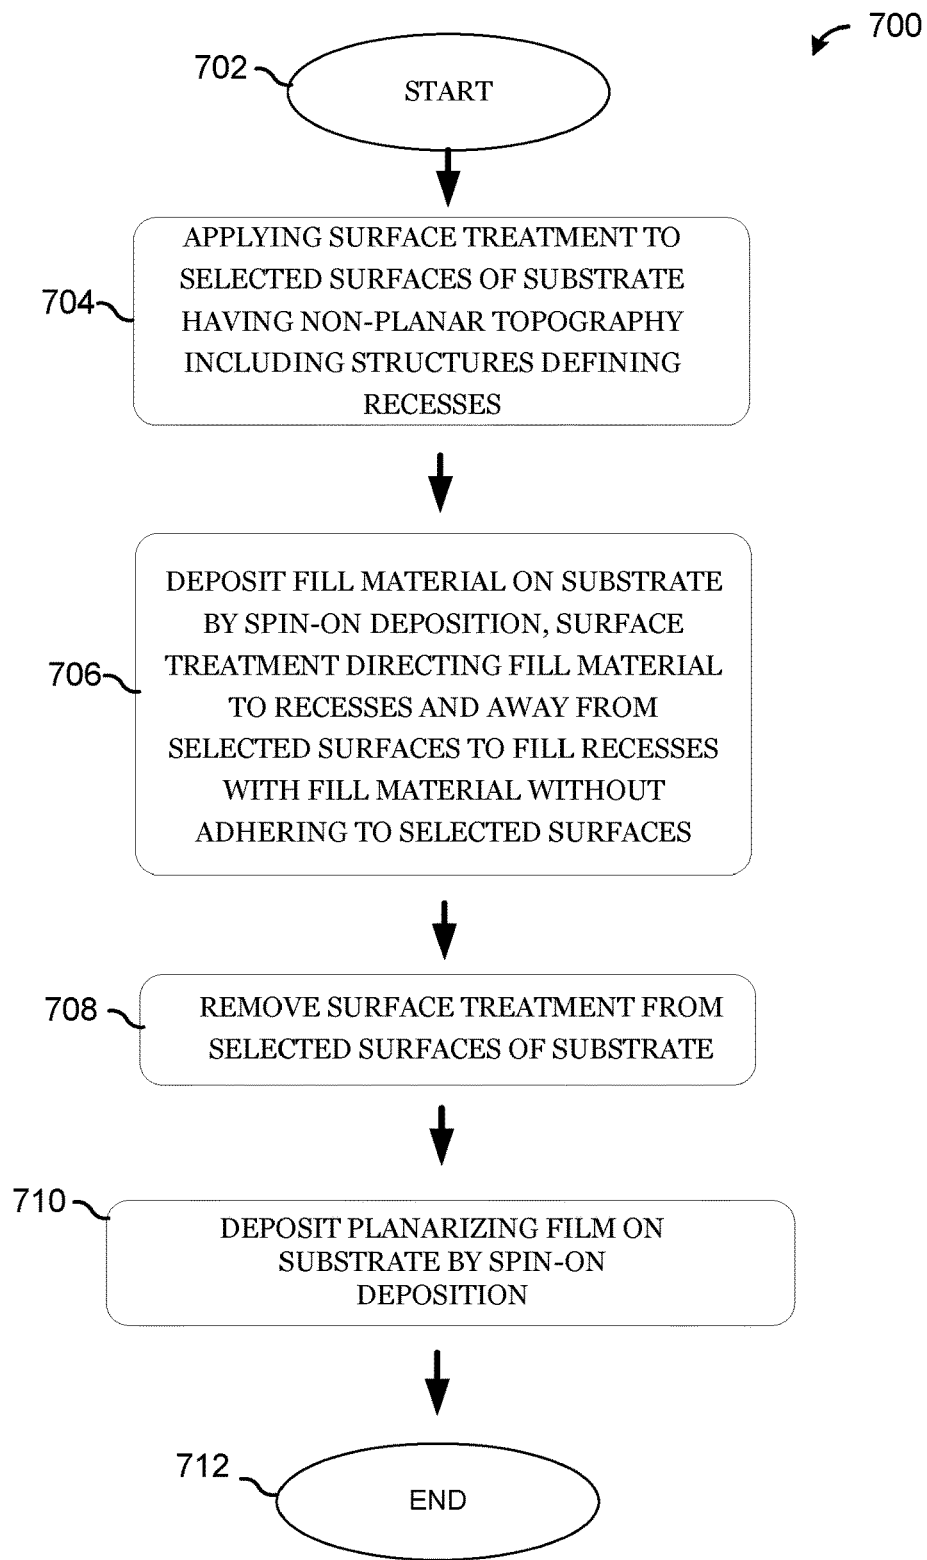 700
702
START
704
APPLYING SURFACE TREATMENT TO
SELECTED SURFACES OF SUBSTRATE
HAVING NON-PLANAR TOPOGRAPHY
INCLUDING STRUCTURES DEFINING
RECESSES
706
DEPOSIT FILL MATERIAL ON SUBSTRATE
BY SPIN-ON DEPOSITION, SURFACE
TREATMENT DIRECTING FILL MATERIAL
TO RECESSES AND AWAY FROM
SELECTED SURFACES TO FILL RECESSES
WITH FILL MATERIAL WITHOUT
ADHERING TO SELECTED SURFACES
708
REMOVE SURFACE TREATMENT FROM
SELECTED SURFACES OF SUBSTRATE
710
DEPOSIT PLANARIZING FILM ON
SUBSTRATE BY SPIN-ON
DEPOSITION
712
END